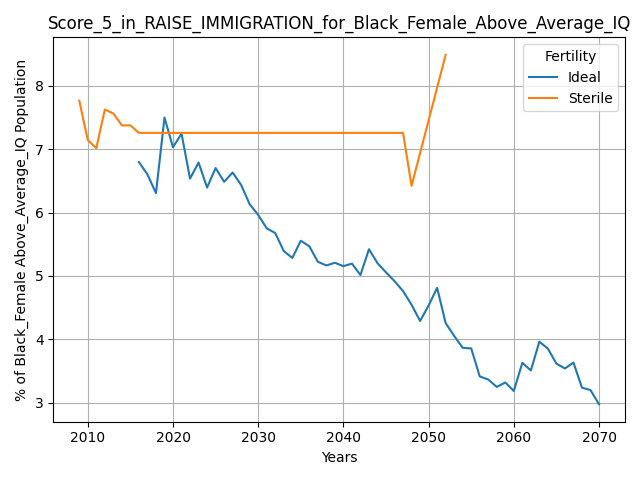 Score_5_in_RAISE_IMMIGRATION_for_Black_Female_Above_Average_IQ
% of Black_Female Above_Average_IQ Population
8
7
6
5
4
3
Fertility
Ideal
Sterile
2010 2020 2030 2040 2050 2060 2070
Years